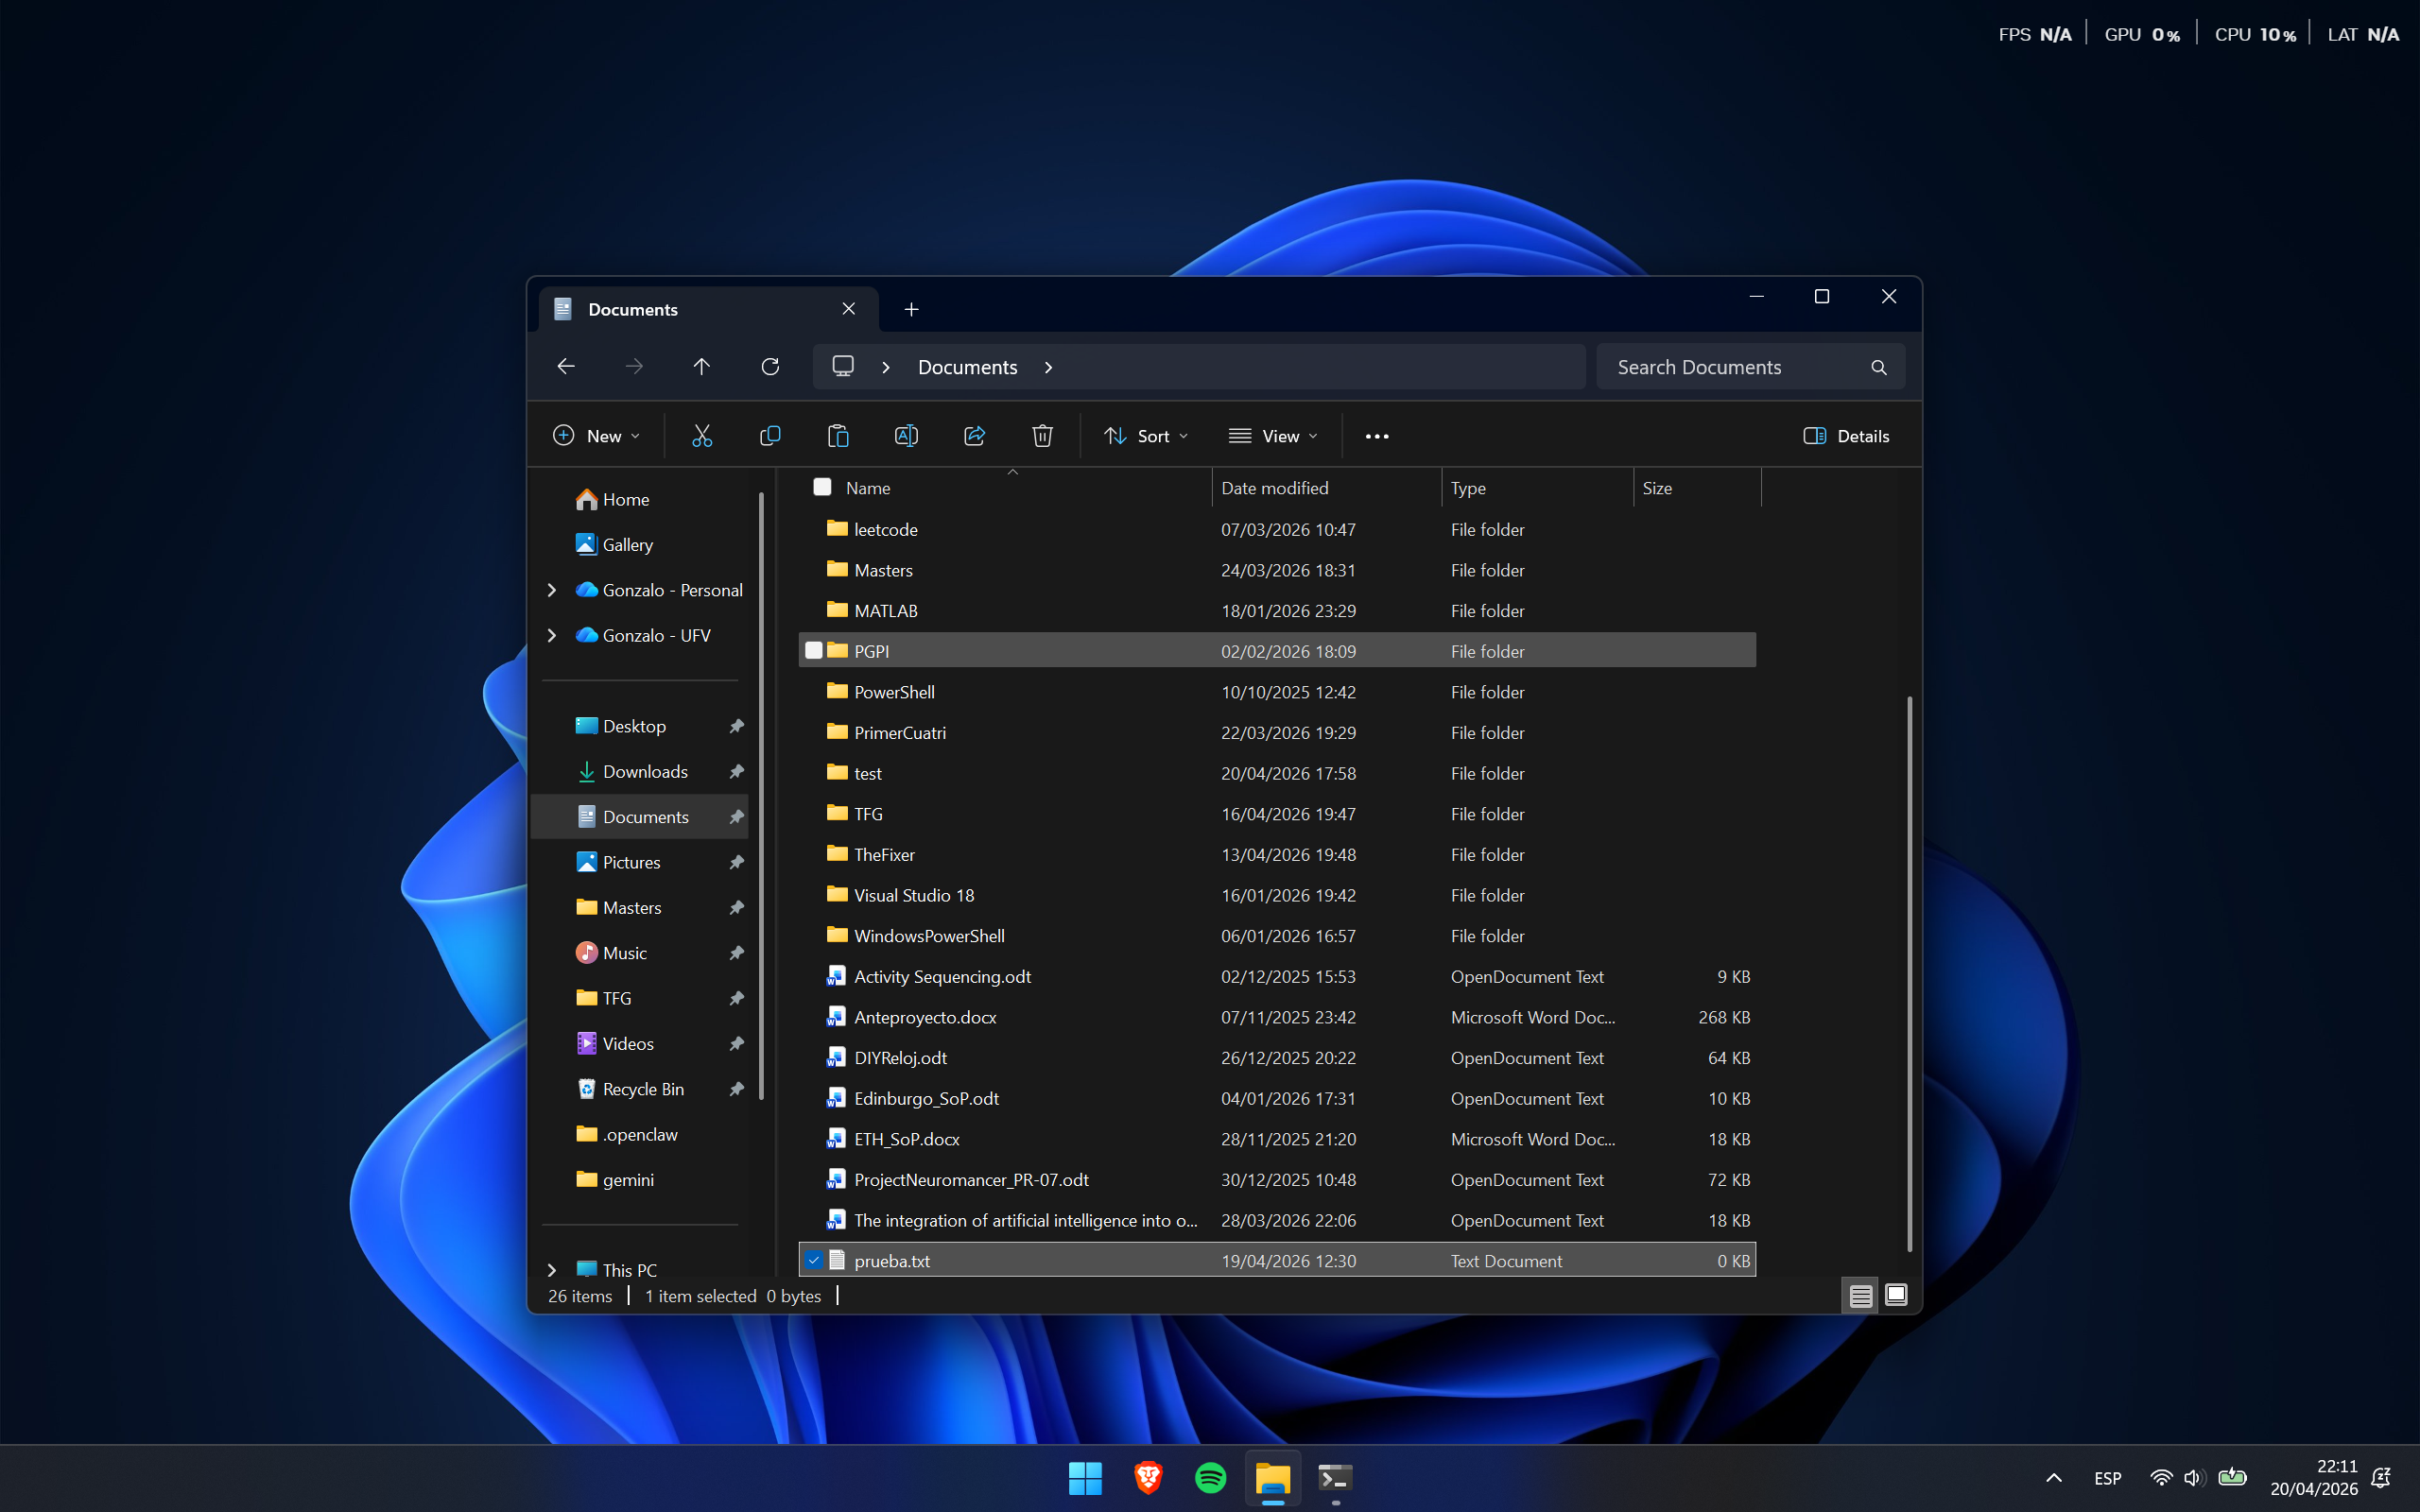 FPS N/A GPU 0% CPU 10% LAT N/A
Documents
Documents
Search Documents
New
Sort
View
Details
Name Date modified Type Size
Home
Gallery
Gonzalo - Personal
Gonzalo - UFV
Desktop
Downloads
Documents
Pictures
Masters
Music
TFG
Videos
Recycle Bin
.openclaw
gemini
This PC
leetcode 07/03/2026 10:47 File folder
Masters 24/03/2026 18:31 File folder
MATLAB 18/01/2026 23:29 File folder
PGPI 02/02/2026 18:09 File folder
PowerShell 10/10/2025 12:42 File folder
PrimerCuatri 22/03/2026 19:29 File folder
test 20/04/2026 17:58 File folder
TFG 16/04/2026 19:47 File folder
TheFixer 13/04/2026 19:48 File folder
Visual Studio 18 16/01/2026 19:42 File folder
WindowsPowerShell 06/01/2026 16:57 File folder
Activity Sequencing.odt 02/12/2025 15:53 OpenDocument Text 9 KB
Anteproyecto.docx 07/11/2025 23:42 Microsoft Word Doc... 268 KB
DIYReloj.odt 26/12/2025 20:22 OpenDocument Text 64 KB
Edinburgo_SoP.odt 04/01/2026 17:31 OpenDocument Text 10 KB
ETH_SoP.docx 28/11/2025 21:20 Microsoft Word Doc... 18 KB
ProjectNeuromancer_PR-07.odt 30/12/2025 10:48 OpenDocument Text 72 KB
The integration of artificial intelligence into o... 28/03/2026 22:06 OpenDocument Text 18 KB
prueba.txt 19/04/2026 12:30 Text Document 0 KB
26 items 1 item selected 0 bytes
ESP
22:11
20/04/2026